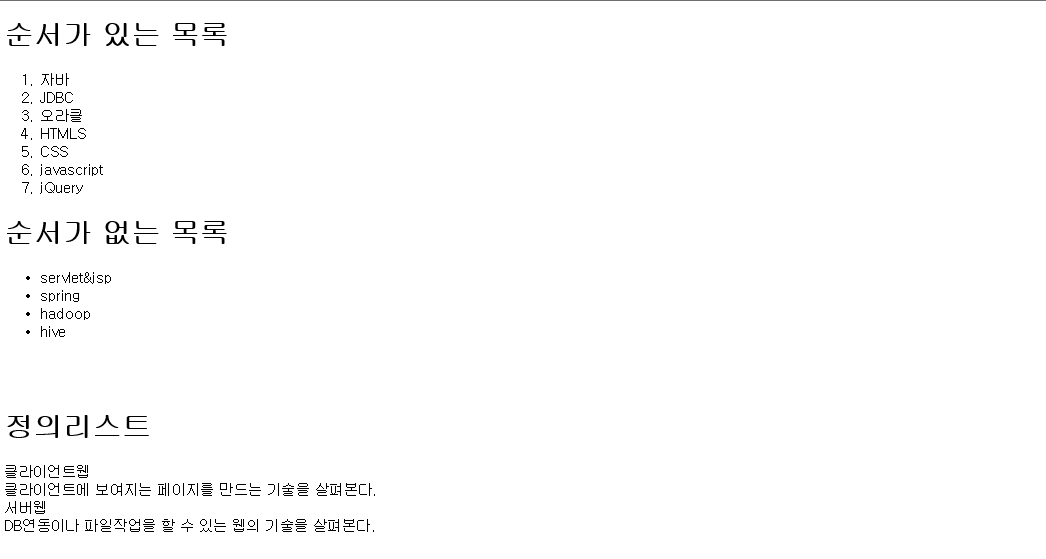 순서가 있는 목록
1. 자바
2. JDBC
3. 오라클
4. HTML5
5. CSS
6. javascript
7. jQuery
순서가 없는 목록
• servlet&jsp
• spring
• hadoop
• hive
정의리스트
클라이언트웹
클라이언트에 보여지는 페이지를 만드는 기술을 살펴본다.
서버웹
DB연동이나 파일작업을 할 수 있는 웹의 기술을 살펴본다.